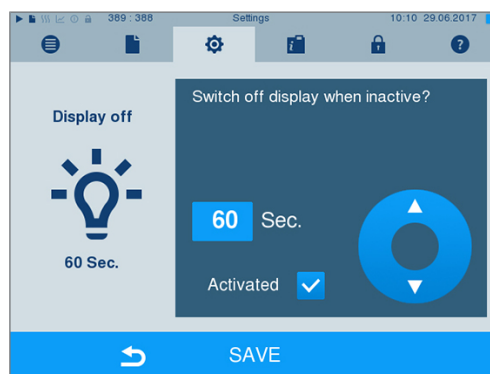 389 : 388 Settings 10:10 29.06.2017
i ?
Display off
Switch off display when inactive?
60 Sec.
60 Sec.
Activated
SAVE